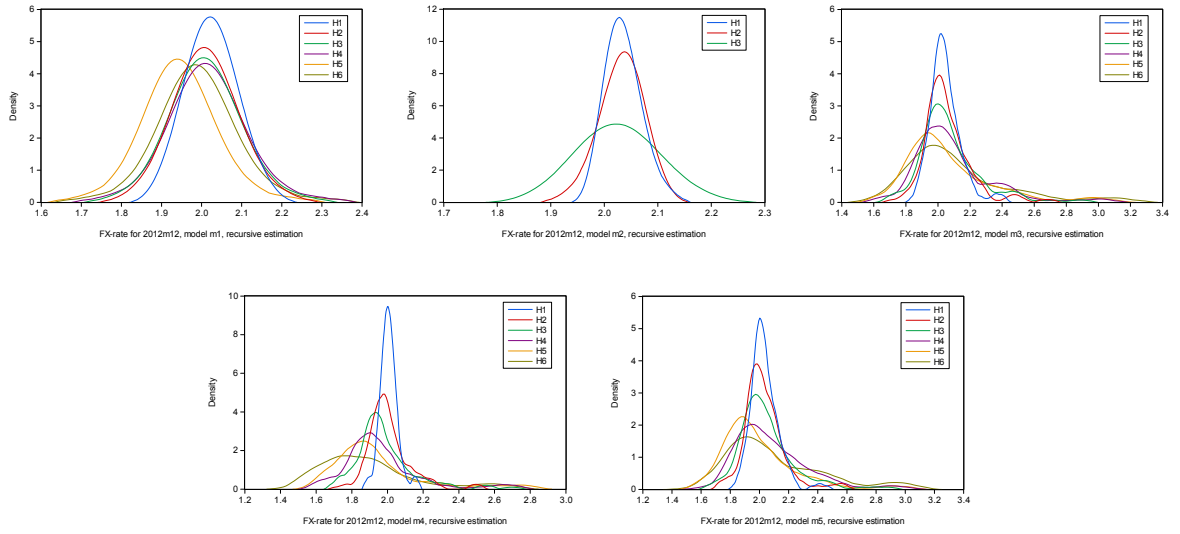 6
5
4
3
2
1
0
Density
1.6 1.7 1.8 1.9 2.0 2.1 2.2 2.3 2.4
H1
H2
H3
H4
H5
H6
FX-rate for 2012m12, model m1, recursive estimation
12
10
8
6
4
2
0
Density
1.7 1.8 1.9 2.0 2.1 2.2 2.3
H1
H2
H3
FX-rate for 2012m12, model m2, recursive estimation
6
5
4
3
2
1
0
Density
1.4 1.6 1.8 2.0 2.2 2.4 2.6 2.8 3.0 3.2 3.4
H1
H2
H3
H4
H5
H6
FX-rate for 2012m12, model m3, recursive estimation
10
8
6
4
2
0
Density
1.2 1.4 1.6 1.8 2.0 2.2 2.4 2.6 2.8 3.0
H1
H2
H3
H4
H5
H6
FX-rate for 2012m12, model m4, recursive estimation
6
5
4
3
2
1
0
Density
1.2 1.4 1.6 1.8 2.0 2.2 2.4 2.6 2.8 3.0 3.2 3.4
H1
H2
H3
H4
H5
H6
FX-rate for 2012m12, model m5, recursive estimation